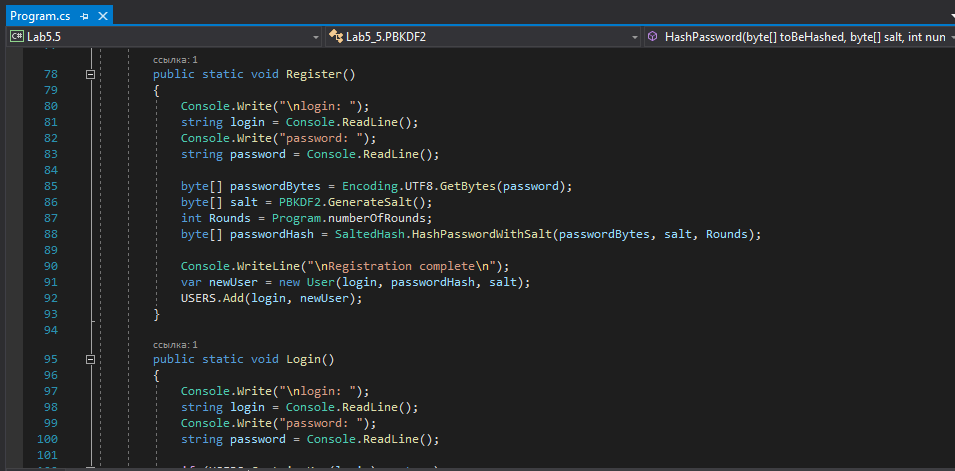 Program.cs
C# Lab5.5 Lab5_5.PBKDF2 HashPassword(byte[] toBeHashed, byte[] salt, int num
ссылка: 1
78 public static void Register()
79 {
80 Console.Write("\nlogin: ");
81 string login = Console.ReadLine();
82 Console.Write("password: ");
83 string password = Console.ReadLine();
84
85 byte[] passwordBytes = Encoding.UTF8.GetBytes(password);
86 byte[] salt = PBKDF2.GenerateSalt();
87 int Rounds = Program.numberOfRounds;
88 byte[] passwordHash = SaltedHash.HashPasswordWithSalt(passwordBytes, salt, Rounds);
89
90 Console.WriteLine("\nRegistration complete\n");
91 var newUser = new User(login, passwordHash, salt);
92 USERS.Add(login, newUser);
93 }
94
ссылка: 1
95 public static void Login()
96 {
97 Console.Write("\nlogin: ");
98 string login = Console.ReadLine();
99 Console.Write("password: ");
100 string password = Console.ReadLine();
101